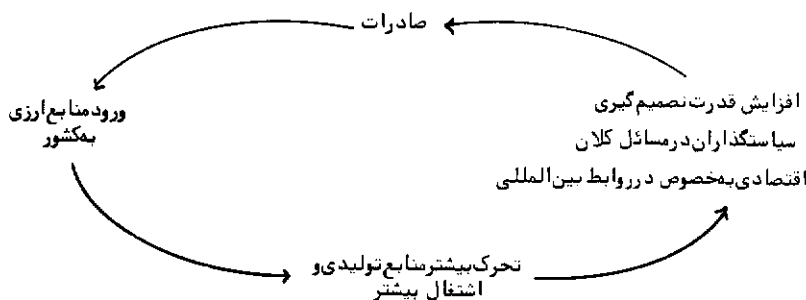 صادرات
ورود منابع ارزی
به‌کشور
تحرک بیشتر منابع تولیدی و
اشتغال بیشتر
افزایش قدرت تصمیم‌گیری
سیاستگذاران در مسائل کلان
اقتصادی به‌خصوص در روابط بین‌المللی